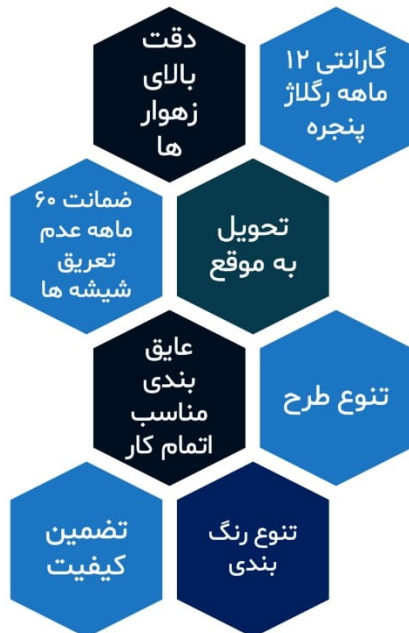 گارانتی ۱۲
ماهه رگلاژ
پنجره
دقت
بالای
زهوار
ها
تحویل
به موقع
ضمانت ۶۰
ماهه عدم
تعریق
شیشه ها
تنوع طرح
عایق
بندی
مناسب
اتمام کار
تنوع رنگ
بندی
تضمین
کیفیت